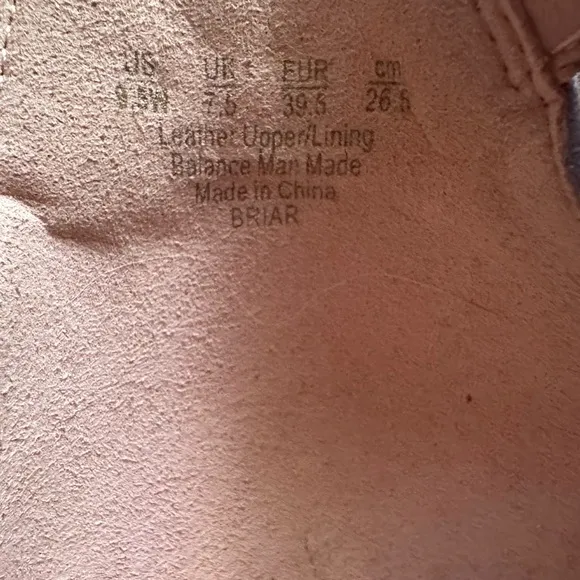 US UK EUR cm
9.5W 7.5 39.5 26.5
Leather Upper/Lining
Balance Man Made
Made in China
BRIAR